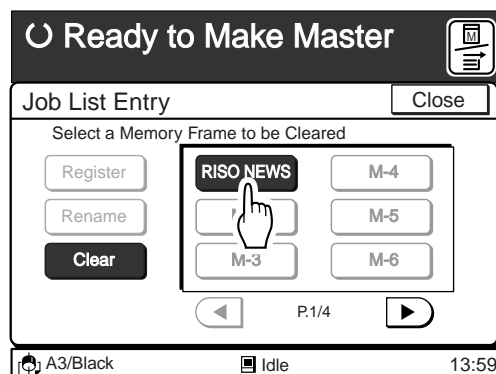 Ready to Make Master
M
Job List Entry
Close
Select a Memory Frame to be Cleared
Register
RISO NEWS
M-4
Rename
M-5
Clear
M-3
M-6
P.1/4
A3/Black
Idle
13:59